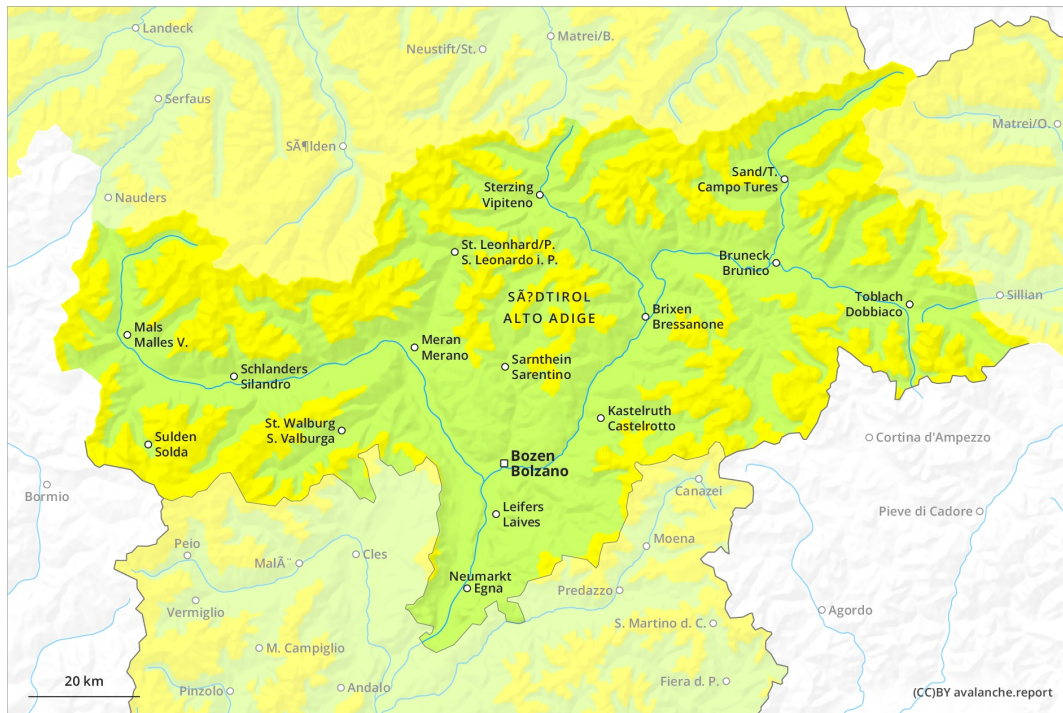 Landeck
Neustift/St.
Matrei/B.
Serfaus
SÃ¶lden
Matrei/O.
Nauders
Sterzing
Vipiteno
Sand/T.
Campo Tures
St. Leonhard/P.
S. Leonardo i. P.
Bruneck
Brunico
SÃ?DTIROL
ALTO ADIGE
Toblach
Dobbiaco
Sillian
Brixen
Bressanone
Mals
Malles V.
Meran
Merano
Sarnthein
Sarentino
Schlanders
Silandro
Kastelruth
Castelrotto
St. Walburg
S. Valburga
Sulden
Solda
Cortina d'Ampezzo
Bozen
Bolzano
Bormio
Canazei
Leifers
Laives
Pieve di Cadore
Peio
MalÃ¨
Cles
Moena
Neumarkt
Egna
Predazzo
Vermiglio
Agordo
S. Martino d. C.
M. Campiglio
20 km
Pinzolo
Andalo
Fiera d. P.
(CC)BY avalanche.report